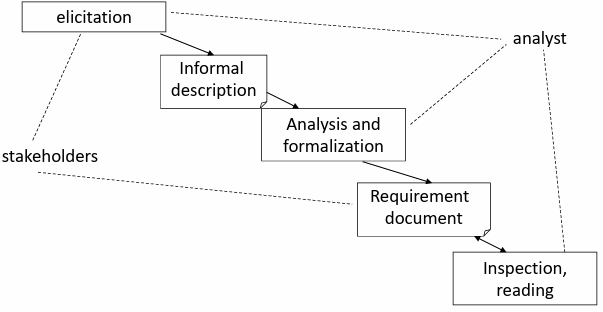 elicitation
analyst
Informal
description
Analysis and
formalization
stakeholders
Requirement
document
Inspection,
reading